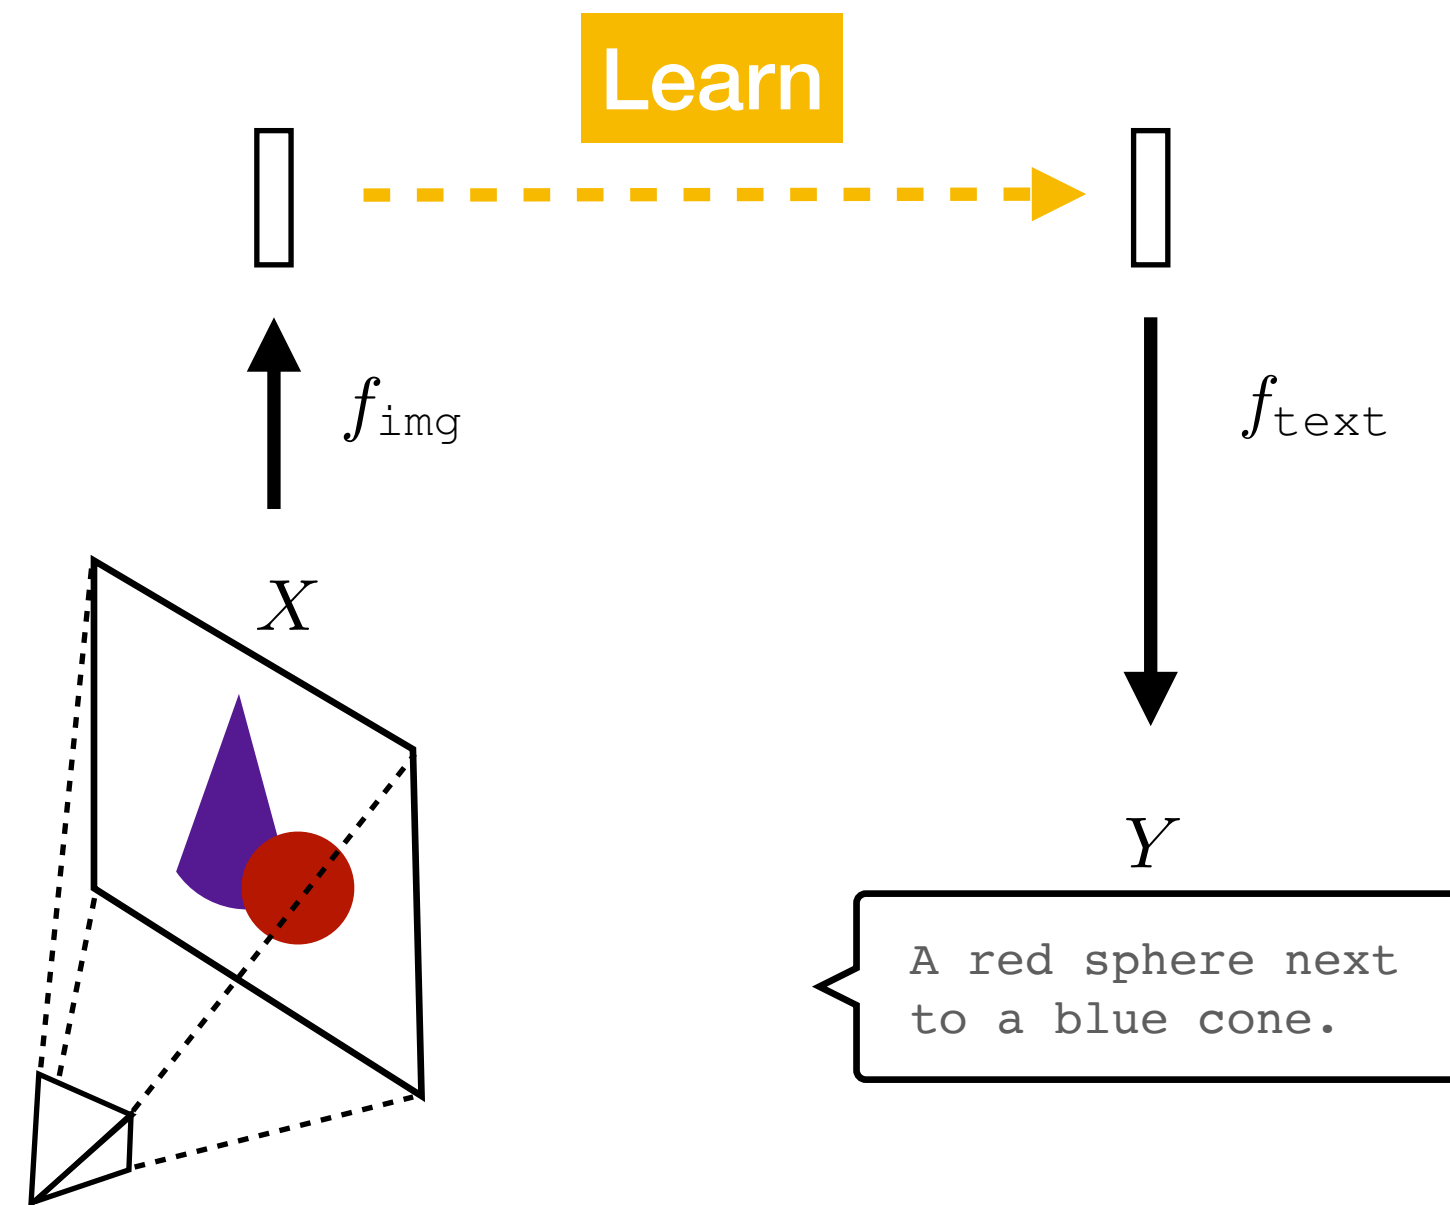 Learn
f_img
f_text
X
Y
A red sphere next
to a blue cone.